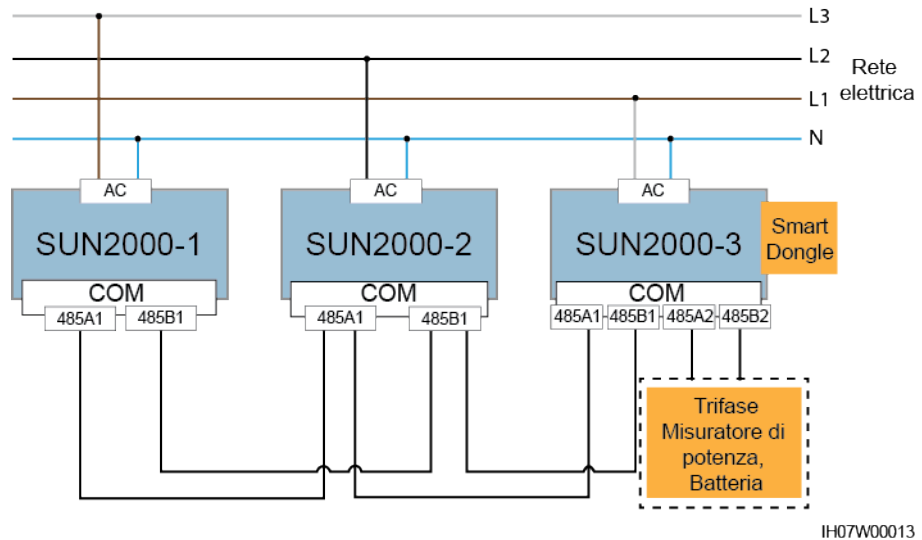 L3
L2
Rete
elettrica
L1
N
AC
AC
AC
SUN2000-1
SUN2000-2
SUN2000-3
Smart
Dongle
COM
COM
COM
485A1
485B1
485A1
485B1
485A1
485B1
485A2
485B2
Trifase
Misuratore di
potenza,
Batteria
IH07W00013